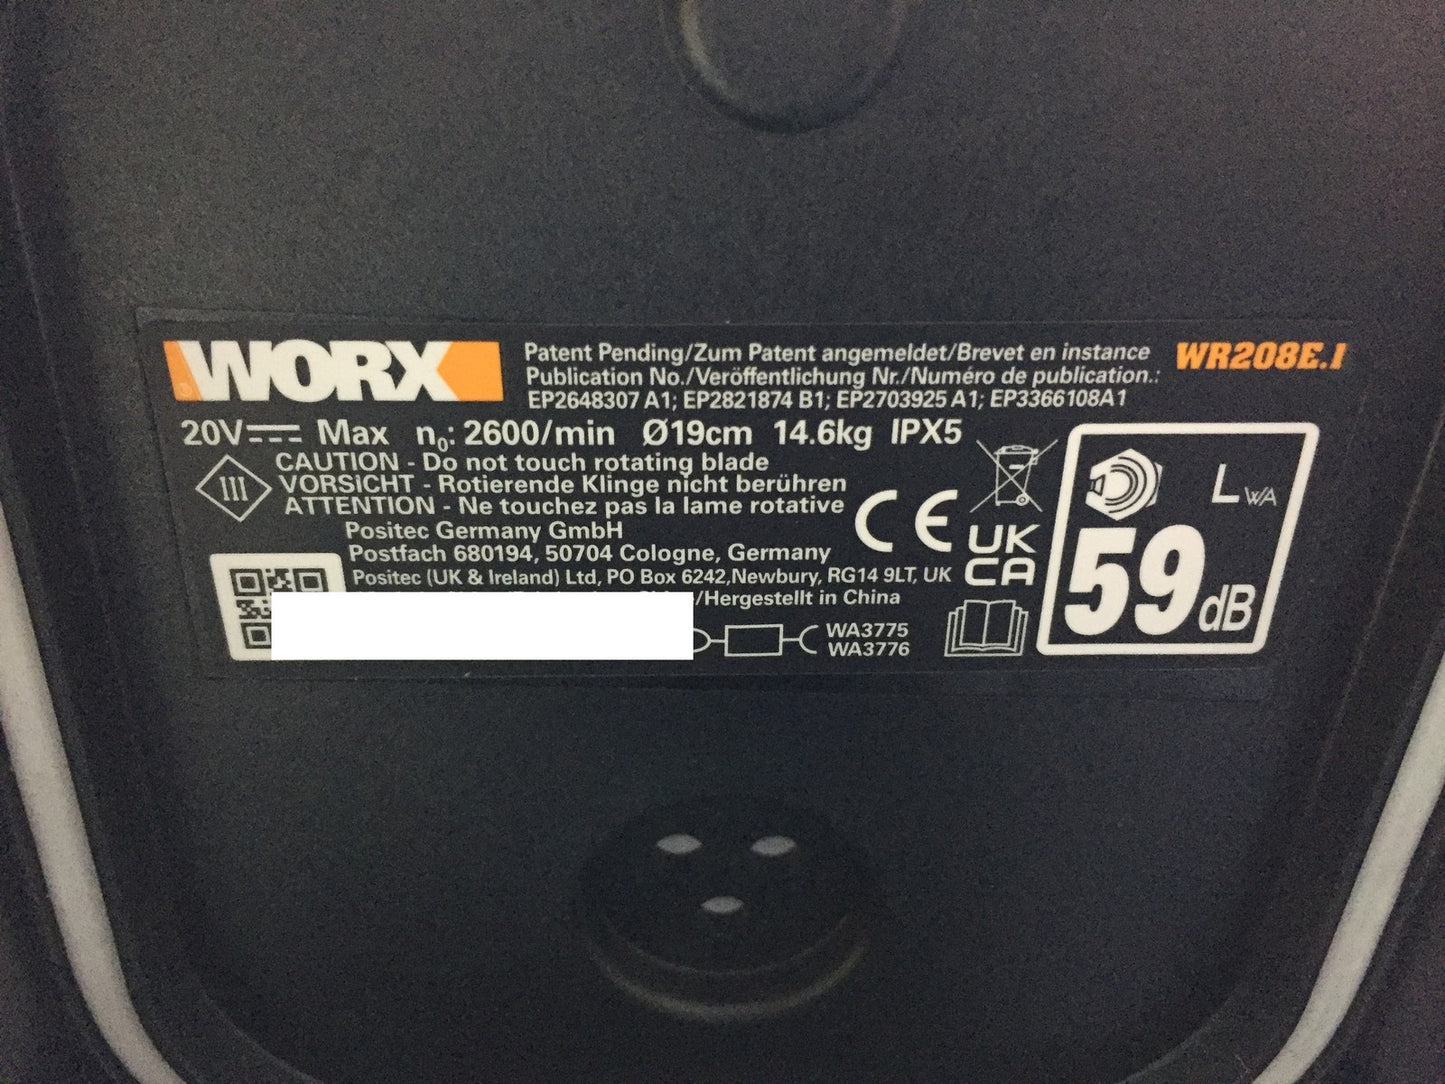 WORX
Patent Pending/Zum Patent angemeldet/Brevet en instance
WR208E.1
Publication No./Veröffentlichung Nr./Numéro de publication.:
EP2648307 A1; EP2821874 B1; EP2703925 A1; EP3366108A1
20V Max n0: 2600/min Ø19cm 14.6kg IPX5
III
CAUTION - Do not touch rotating blade
VORSICHT - Rotierende Klinge nicht berühren
ATTENTION - Ne touchez pas la lame rotative
Positec Germany GmbH
Postfach 680194, 50704 Cologne, Germany
Positec (UK & Ireland) Ltd, PO Box 6242,Newbury, RG14 9LT, UK
/Hergestellt in China
WA3775
WA3776
CE
UK
CA
LWA
59dB